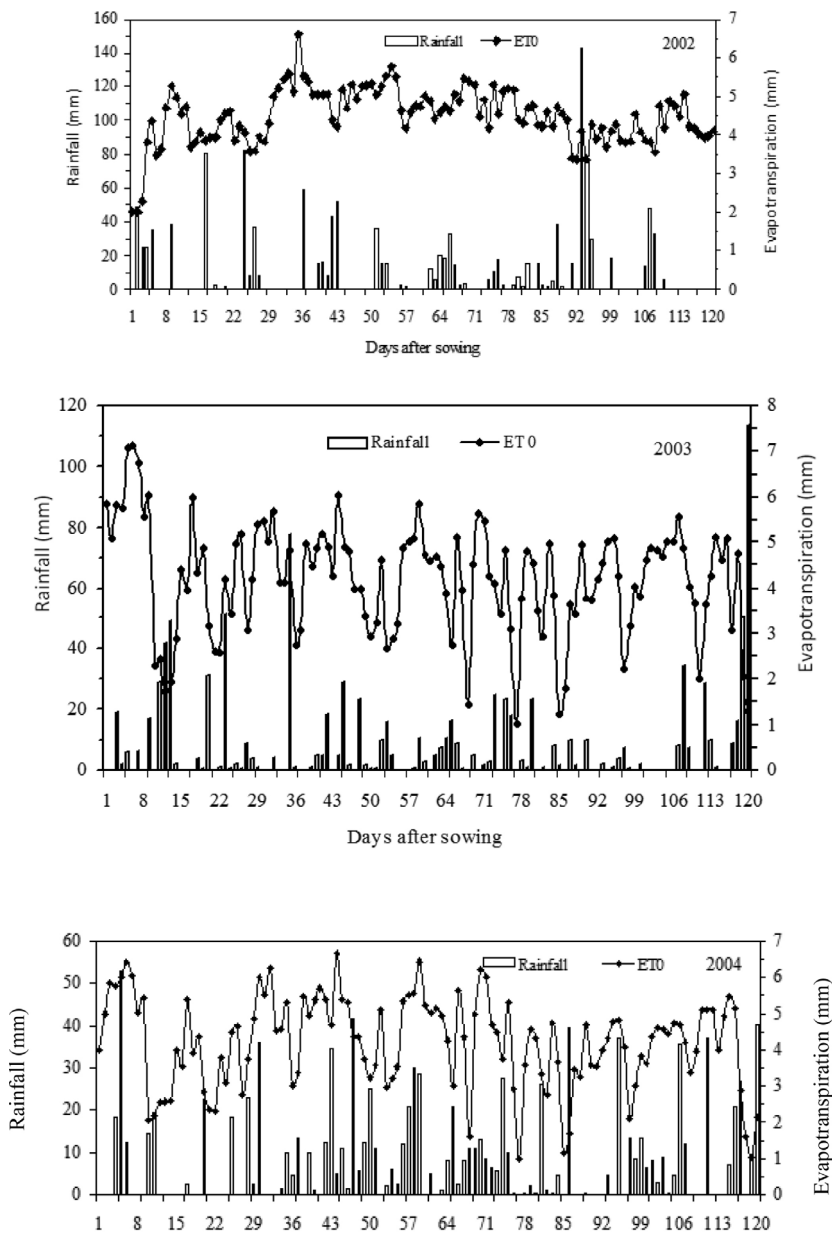 160 7
Rainfall ET0 2002
140 6
120 5
100 4
80
60 3
40 2
20 1
0 0
Rainfall (mm)
Evapotranspiration (mm)
1 8 15 22 29 36 43 50 57 64 71 78 85 92 99 106 113 120
Days after sowing
120 8
Rainfall ET 0 2003
100 7
80 6
5
60 4
40 3
20 2
1
0 0
Rainfall (mm)
Evapotranspiration (mm)
1 8 15 22 29 36 43 50 57 64 71 78 85 92 99 106 113 120
Days after sowing
60 7
Rainfall ET0 2004
50 6
40 5
30 4
20 3
10 2
1
0 0
Rainfall (mm)
Evapotranspiration (mm)
1 8 15 22 29 36 43 50 57 64 71 78 85 92 99 106 113 120